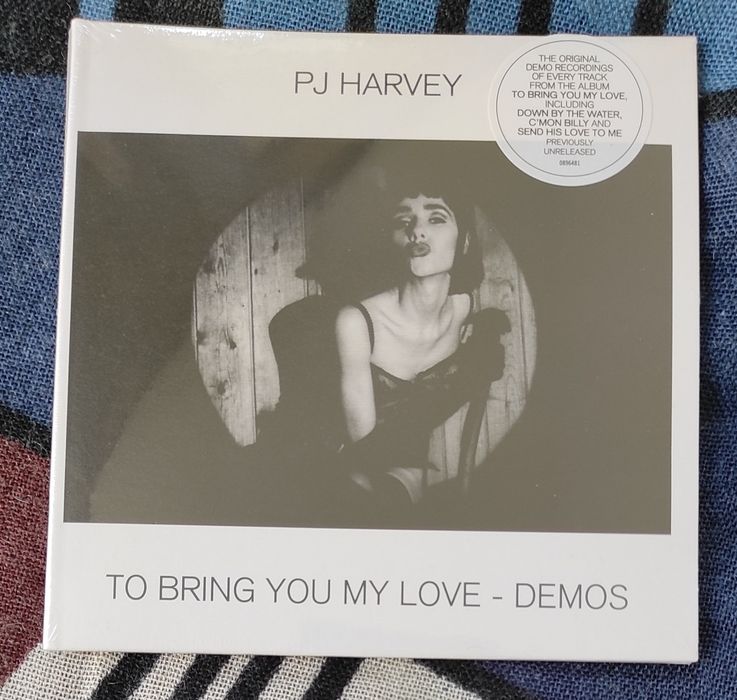 PJ HARVEY
THE ORIGINAL
DEMO RECORDINGS
OF EVERY TRACK
FROM THE ALBUM
TO BRING YOU MY LOVE,
INCLUDING
DOWN BY THE WATER,
C'MON BILLY AND
SEND HIS LOVE TO ME
PREVIOUSLY
UNRELEASED
0896481
TO BRING YOU MY LOVE - DEMOS